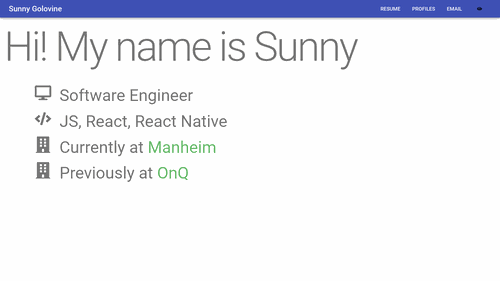 Sunny Golovine
RESUME PROFILES EMAIL
Hi! My name is Sunny
Software Engineer
JS, React, React Native
Currently at Manheim
Previously at OnQ